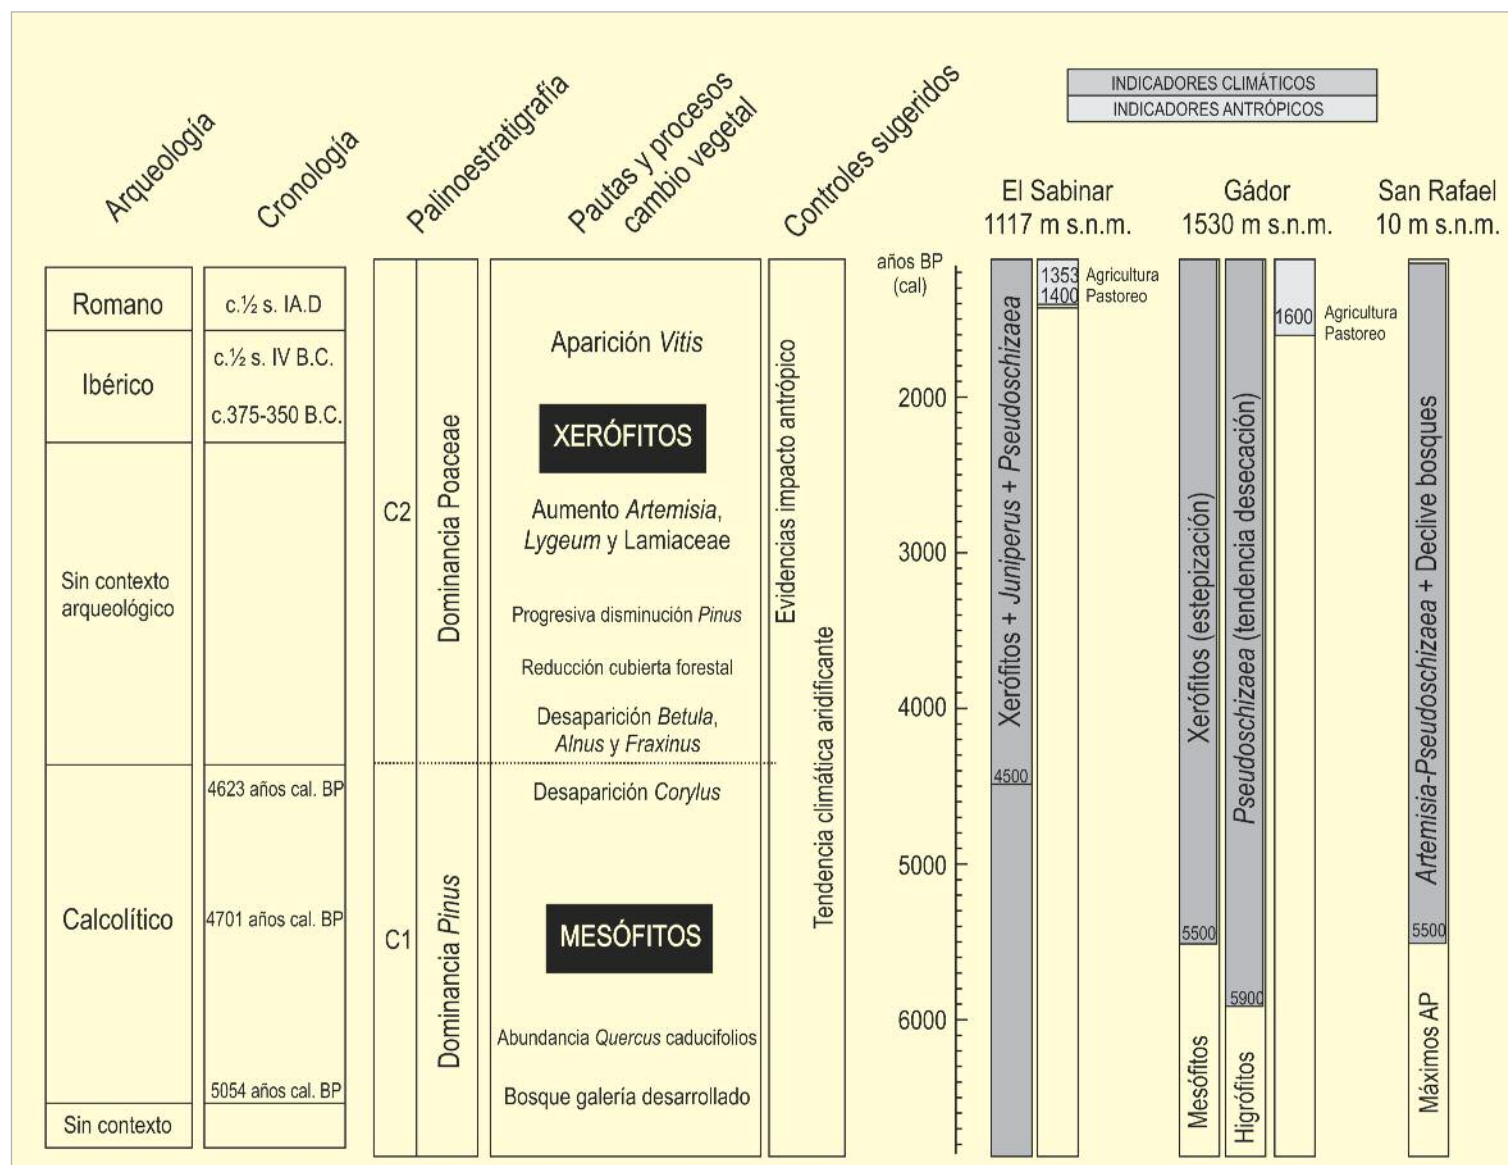 INDICADORES CLIMÁTICOS
INDICADORES ANTRÓPICOS
Arqueología
Cronología
Palinoestratigrafía
Pautas y procesos
cambio vegetal
Controles sugeridos
El Sabinar
1117 m s.n.m.
Gádor
1530 m s.n.m.
San Rafael
10 m s.n.m.
Romano
Ibérico
Sin contexto
arqueológico
Calcolítico
Sin contexto
c.½ s. IA.D
c.½ s. IV B.C.
c.375-350 B.C.
4623 años cal. BP
4701 años cal. BP
5054 años cal. BP
C2
C1
Dominancia Poaceae
Dominancia Pinus
Aparición Vitis
XERÓFITOS
Aumento Artemisia,
Lygeum y Lamiaceae
Progresiva disminución Pinus
Reducción cubierta forestal
Desaparición Betula,
Alnus y Fraxinus
Desaparición Corylus
MESÓFITOS
Abundancia Quercus caducifolios
Bosque galería desarrollado
Evidencias impacto antrópico
Tendencia climática aridificante
años BP
(cal)
2000
3000
4000
5000
6000
Xerófitos + Juniperus + Pseudoschizaea
4500
1353
1400
Agricultura
Pastoreo
Xerófitos (estepización)
5500
Mesófitos
Pseudoschizaea (tendencia desecación)
5900
Higrófitos
1600
Agricultura
Pastoreo
Artemisia-Pseudoschizaea + Declive bosques
5500
Máximos AP